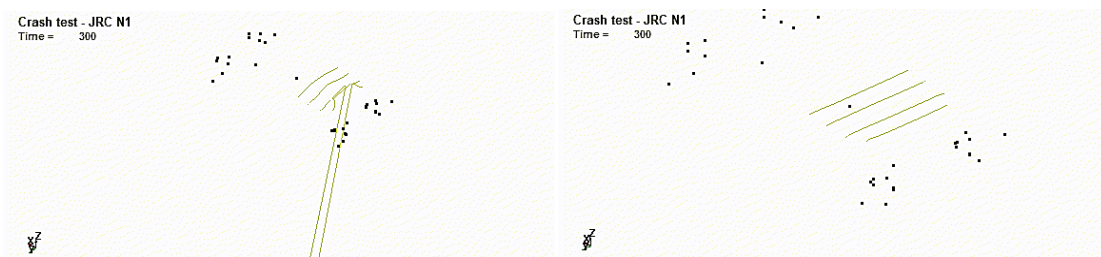 Crash test - JRC N1
Time = 300
Crash test - JRC N1
Time = 300
Z
Z